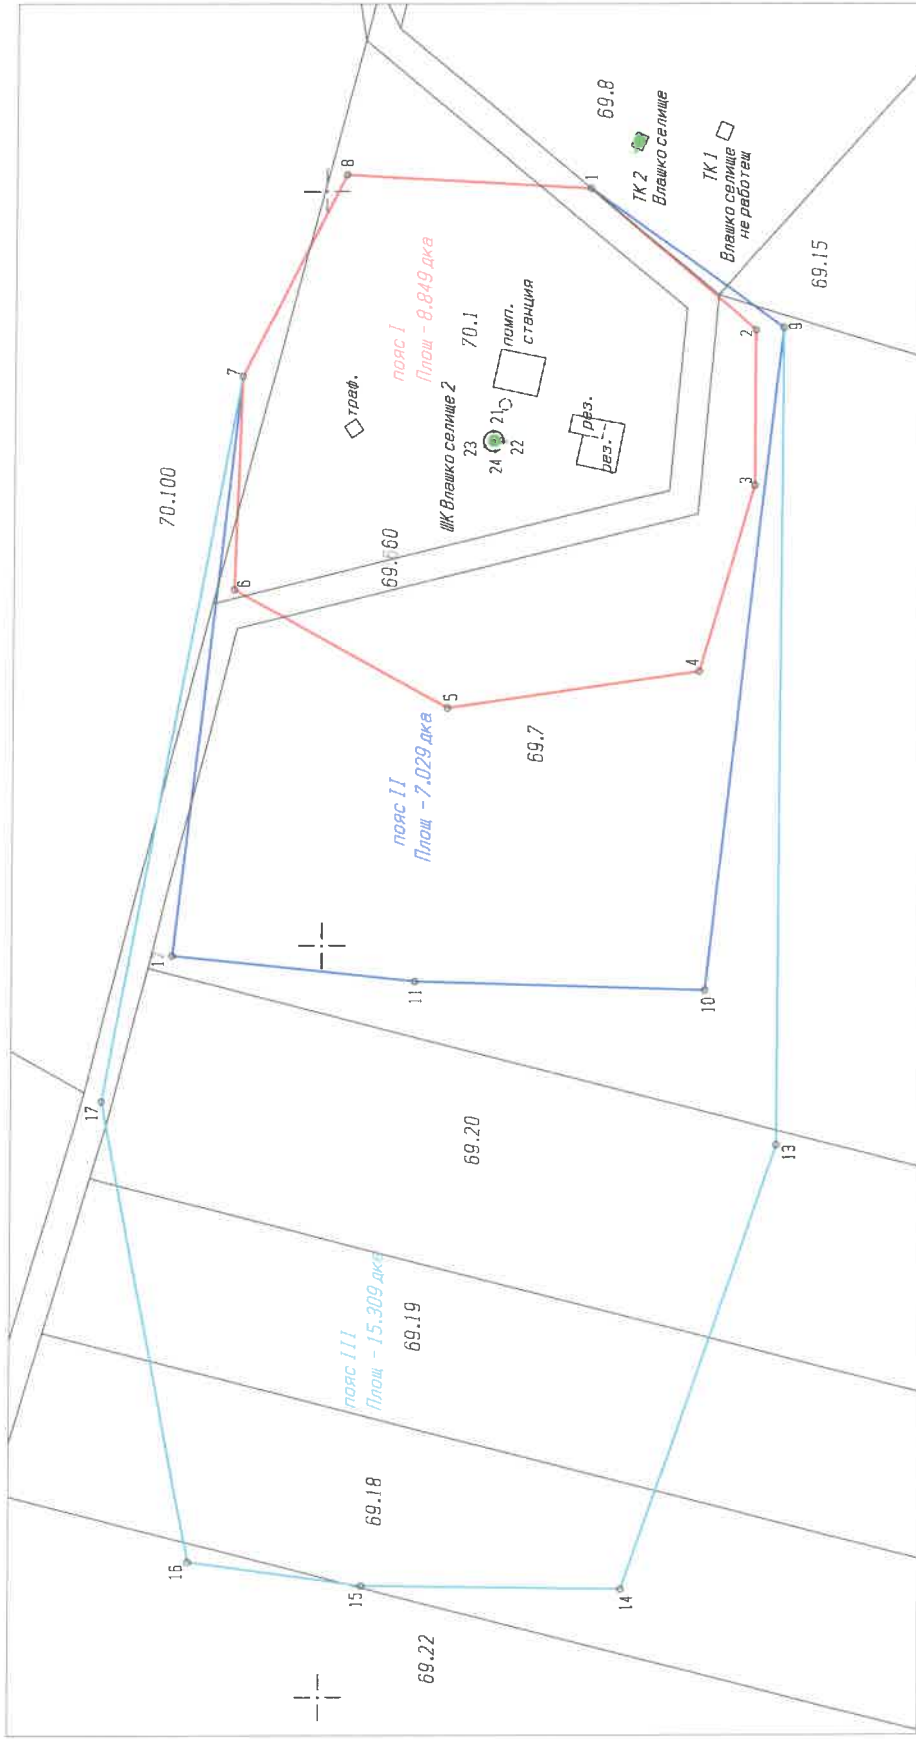 69.22
16
15
14
69.18
пояс III
Площ - 15.309 дка
69.19
17
69.20
13
11
10
пояс II
Площ - 7.029 дка
69.7
5
4
6
70.100
3
7
траф.
ШК Влашко селище 2
23
24
21
22
рез.
рез.
пояс I
Площ - 8.849 дка
70.1
помп.
станция
2
9
69.15
8
1
ТК 2
Влашко селище
69.8
ТК 1
Влашко селище
не работещ